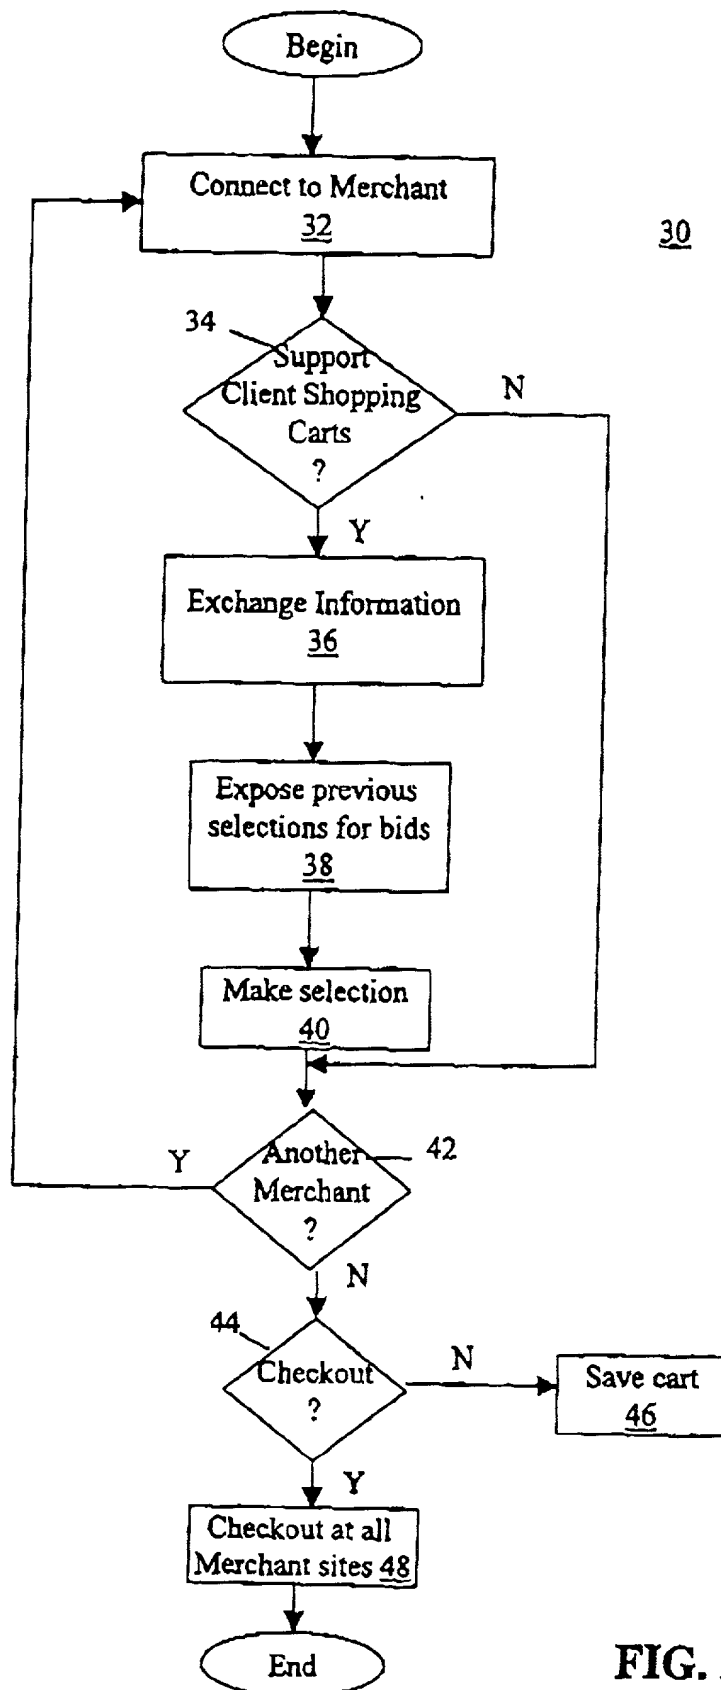 Begin
Connect to Merchant
32
30
34
Support
Client Shopping
Carts
?
N
Y
Exchange Information
36
Expose previous
selections for bids
38
Make selection
40
Y
Another
Merchant
?
42
N
44
Checkout
?
N
Save cart
46
Y
Checkout at all
Merchant sites 48
End
FIG.